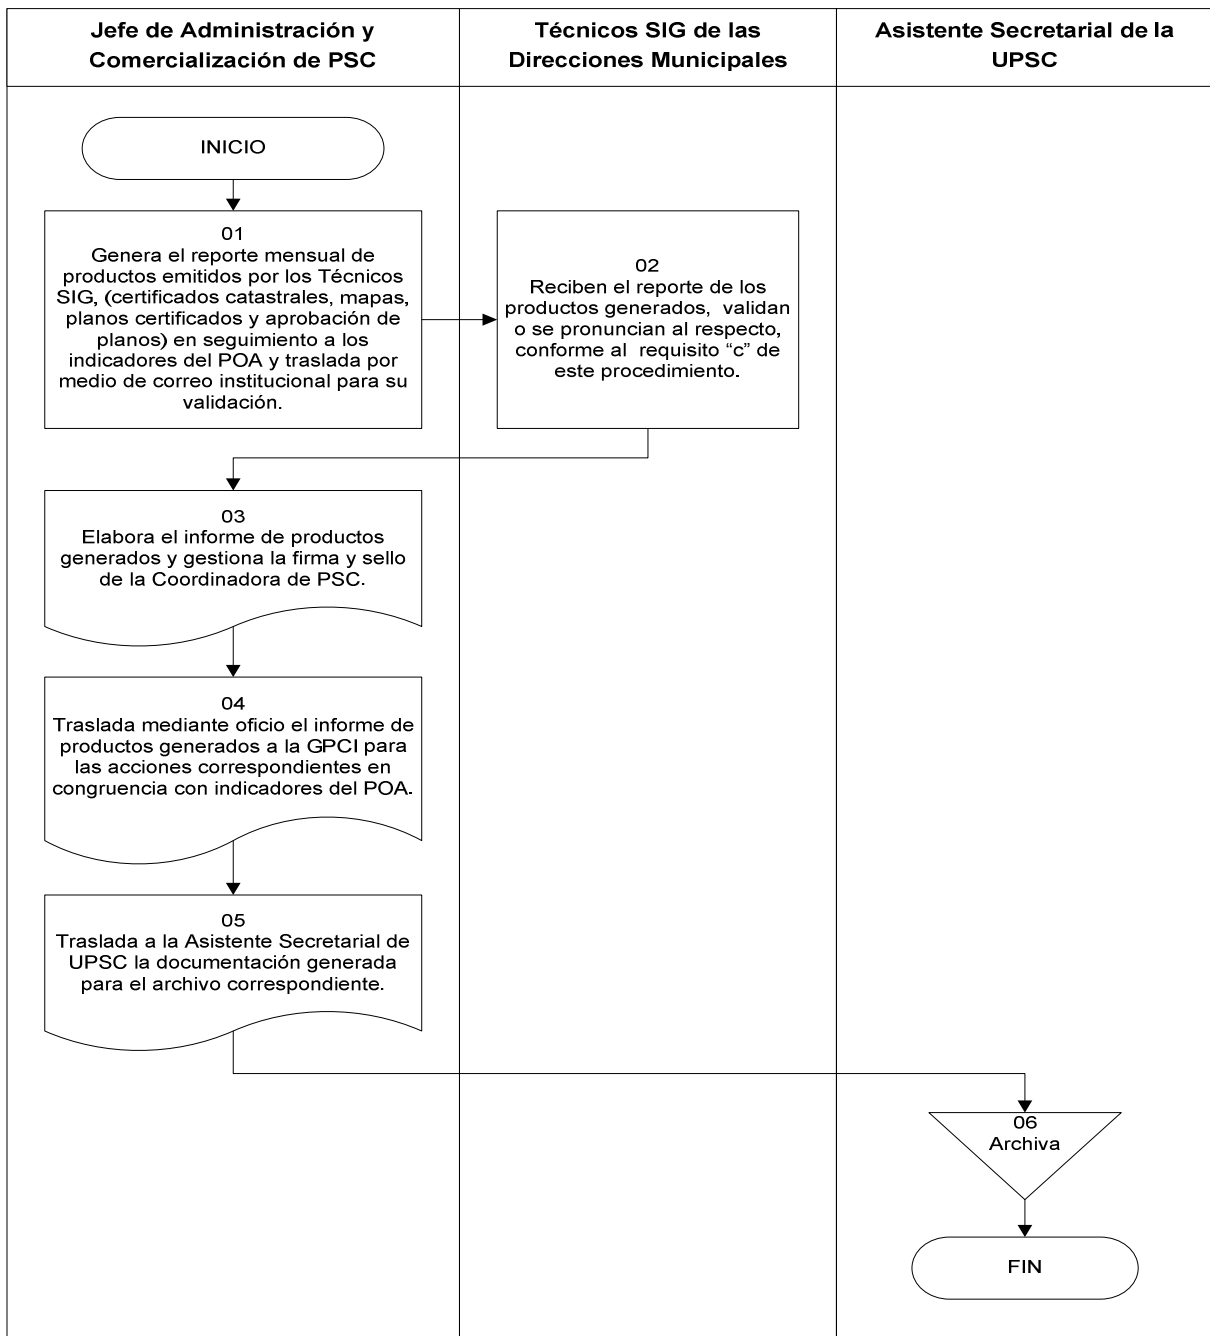 Jefe de Administración y
Comercialización de PSC
Técnicos SIG de las
Direcciones Municipales
Asistente Secretarial de la
UPSC
INICIO
01
Genera el reporte mensual de
productos emitidos por los Técnicos
SIG, (certificados catastrales, mapas,
planos certificados y aprobación de
planos) en seguimiento a los
indicadores del POA y traslada por
medio de correo institucional para su
validación.
02
Reciben el reporte de los
productos generados, validan
o se pronuncian al respecto,
conforme al requisito “c” de
este procedimiento.
03
Elabora el informe de productos
generados y gestiona la firma y sello
de la Coordinadora de PSC.
04
Traslada mediante oficio el informe de
productos generados a la GPCI para
las acciones correspondientes en
congruencia con indicadores del POA.
05
Traslada a la Asistente Secretarial de
UPSC la documentación generada
para el archivo correspondiente.
06
Archiva
FIN